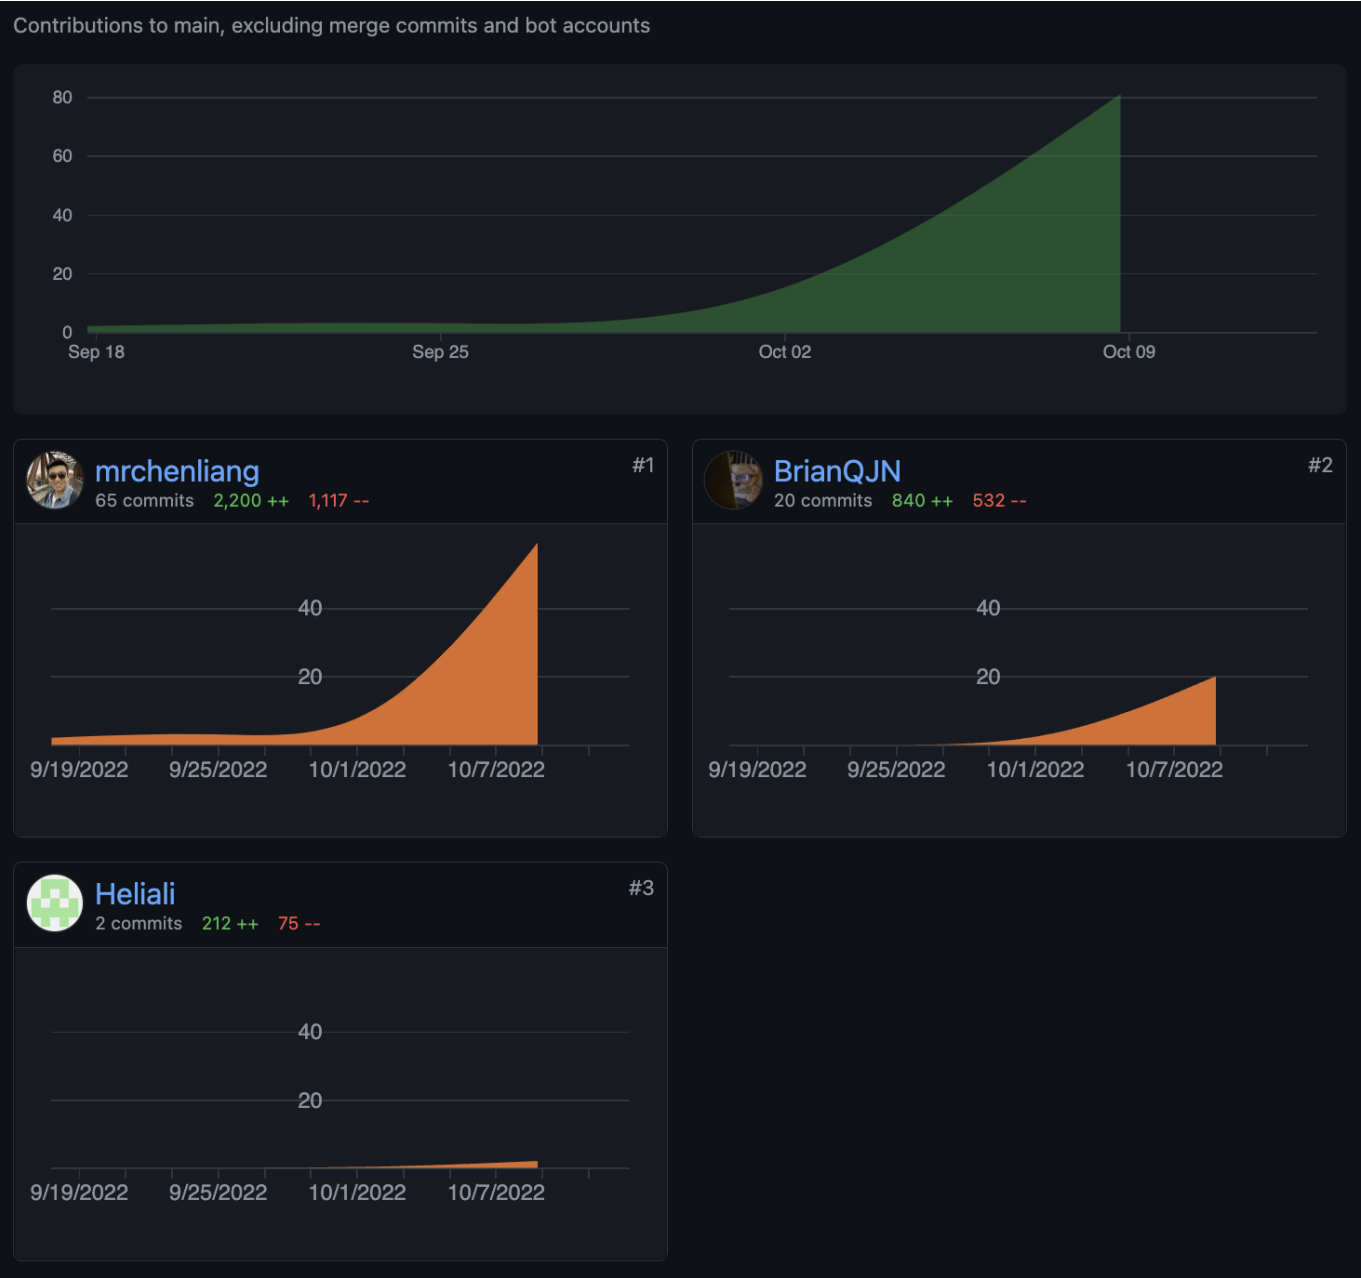 Contributions to main, excluding merge commits and bot accounts
80
60
40
20
0
Sep 18 Sep 25 Oct 02 Oct 09
mrchenliang #1
65 commits 2,200 ++ 1,117 --
40
20
9/19/2022 9/25/2022 10/1/2022 10/7/2022
BrianQJN #2
20 commits 840 ++ 532 --
40
20
9/19/2022 9/25/2022 10/1/2022 10/7/2022
Heliali #3
2 commits 212 ++ 75 --
40
20
9/19/2022 9/25/2022 10/1/2022 10/7/2022